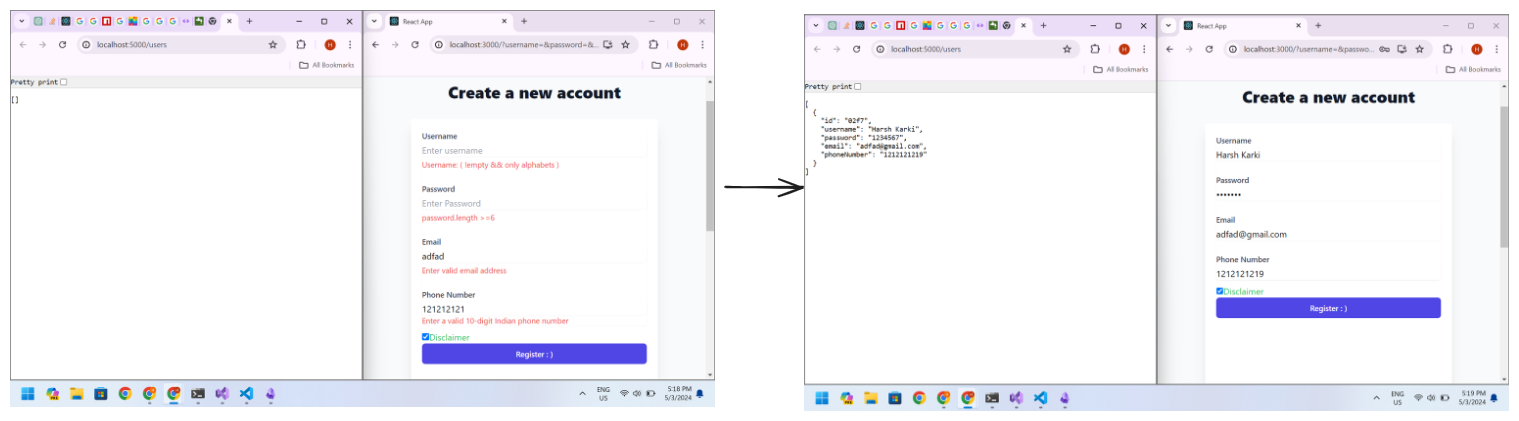 localhost:5000/users
All Bookmarks
Pretty print
[]
React App
localhost:3000/?username=&password=&...
H
All Bookmarks
Create a new account
Username
Enter username
Username: ( !empty && only alphabets )
Password
Enter Password
password.length >=6
Email
adfad
Enter valid email address
Phone Number
121212121
Enter a valid 10-digit Indian phone number
Disclaimer
Register : )
ENG
US
5:18 PM
5/3/2024
localhost:5000/users
H
All Bookmarks
Pretty print
[
{
"id": "02f7",
"username": "Harsh Karki",
"password": "1234567",
"email": "adfad@gmail.com",
"phoneNumber": "1212121219"
}
]
React App
localhost:3000/?username=&passwo...
H
All Bookmarks
Create a new account
Username
Harsh Karki
Password
•••••••
Email
adfad@gmail.com
Phone Number
1212121219
Disclaimer
Register : )
ENG
US
5:19 PM
5/3/2024